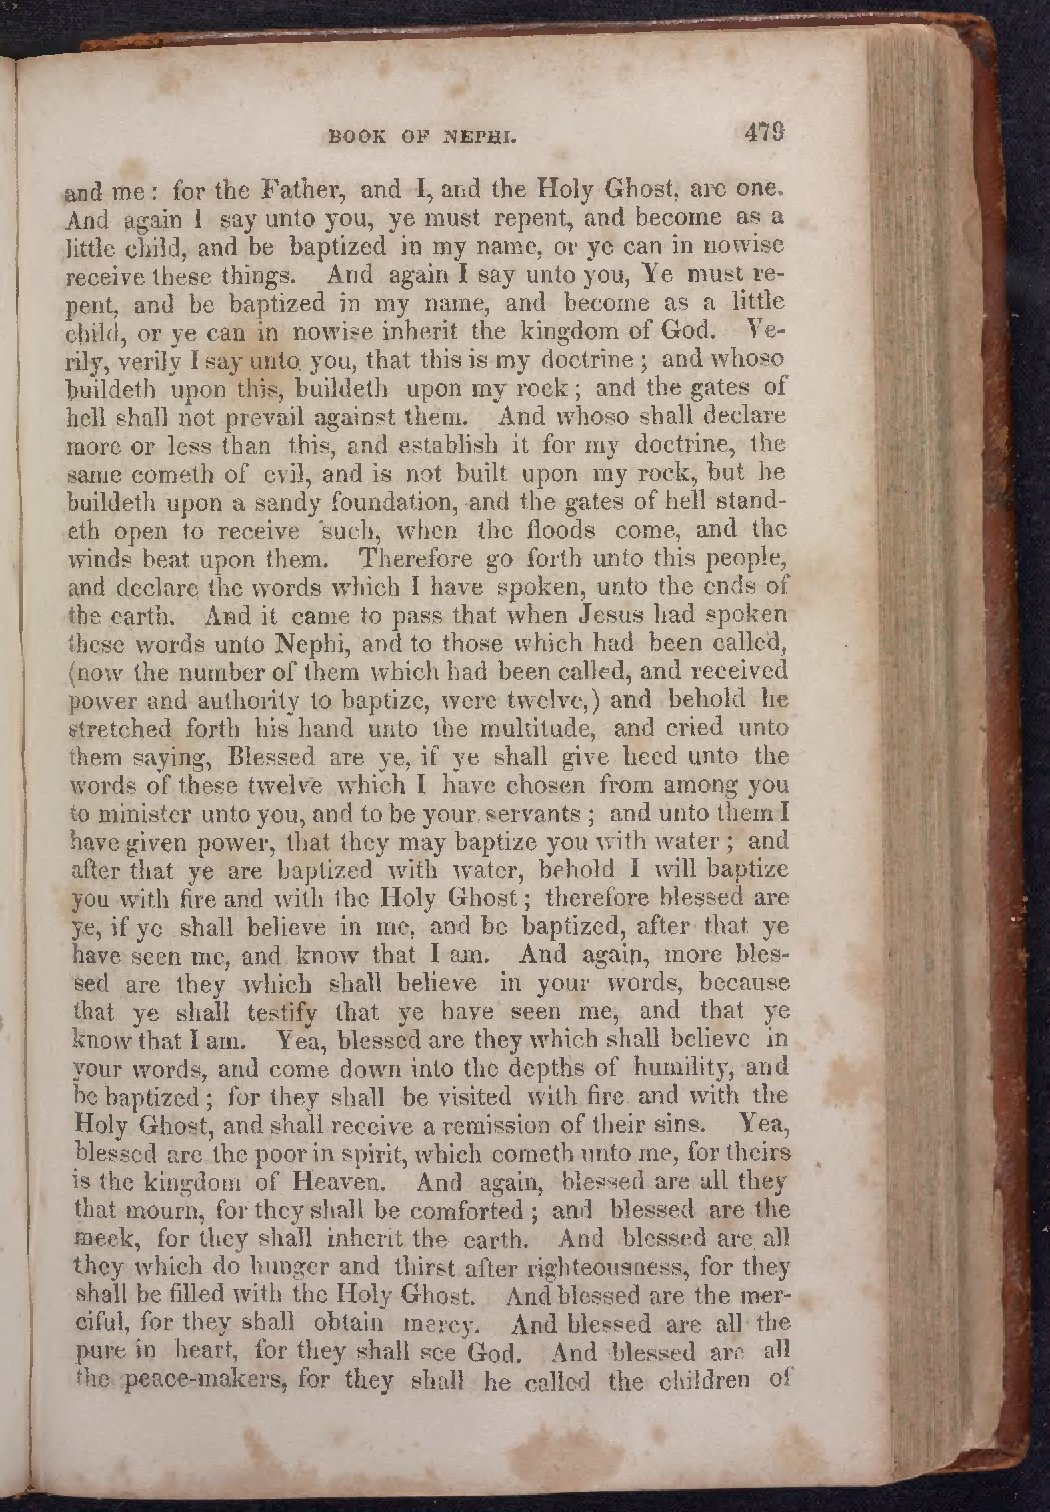 BOOK OF NEPHI. 479
and me: for the Father, and I, and the Holy Ghost, are one.
And again I say unto you, ye must repent, and become as a
little child, and be baptized in my name, or ye can in nowise
receive these things. And again I say unto you, Ye must re-
pent, and be baptized in my name, and become as a little
child, or ye can in nowise inherit the kingdom of God. Ve-
rily, verily I say unto you, that this is my doctrine; and whoso
buildeth upon this, buildeth upon my rock; and the gates of
hell shall not prevail against them. And whoso shall declare
more or less than this, and establish it for my doctrine, the
same cometh of evil, and is not built upon my rock, but he
buildeth upon a sandy foundation, and the gates of hell stand-
eth open to receive such, when the floods come, and the
winds beat upon them. Therefore go forth unto this people,
and declare the words which I have spoken, unto the ends of
the earth. And it came to pass that when Jesus had spoken
these words unto Nephi, and to those which had been called,
(now the number of them which had been called, and received
power and authority to baptize, were twelve,) and behold he
stretched forth his hand unto the multitude, and cried unto
them saying, Blessed are ye, if ye shall give heed unto the
words of these twelve which I have chosen from among you
to minister unto you, and to be your servants; and unto them I
have given power, that they may baptize you with water; and
after that ye are baptized with water, behold I will baptize
you with fire and with the Holy Ghost; therefore blessed are
ye, if ye shall believe in me, and be baptized, after that ye
have seen me, and know that I am. And again, more bles-
sed are they which shall believe in your words, because
that ye shall testify that ye have seen me, and that ye
know that I am. Yea, blessed are they which shall believe in
your words, and come down into the depths of humility, and
be baptized; for they shall be visited with fire and with the
Holy Ghost, and shall receive a remission of their sins. Yea,
blessed are the poor in spirit, which cometh unto me, for theirs
is the kingdom of Heaven. And again, blessed are all they
that mourn, for they shall be comforted; and blessed are the
meek, for they shall inherit the earth. And blessed are all
they which do hunger and thirst after righteousness, for they
shall be filled with the Holy Ghost. And blessed are the mer-
ciful, for they shall obtain mercy. And blessed are all the
pure in heart, for they shall see God. And blessed are all
the peace-makers, for they shall be called the children of